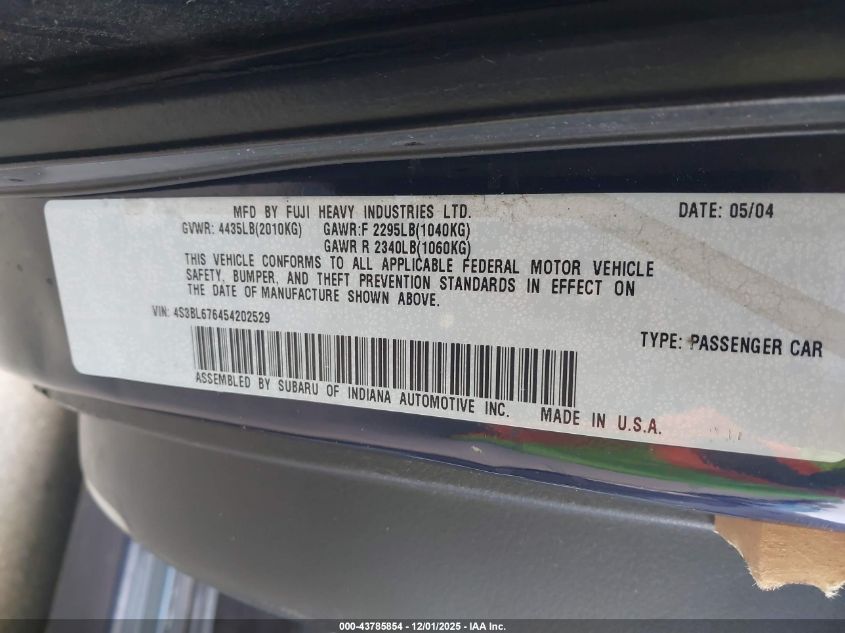 MFD BY FUJI HEAVY INDUSTRIES LTD. DATE: 05/04
GVWR: 4435LB(2010KG) GAWR:F 2295LB(1040KG)
GAWR R 2340LB(1060KG)
THIS VEHICLE CONFORMS TO ALL APPLICABLE FEDERAL MOTOR VEHICLE
SAFETY, BUMPER, AND THEFT PREVENTION STANDARDS IN EFFECT ON
THE DATE OF MANUFACTURE SHOWN ABOVE.
VIN: 4S3BL676454202529 TYPE: PASSENGER CAR
ASSEMBLED BY SUBARU OF INDIANA AUTOMOTIVE INC. MADE IN U.S.A.
000-43785854 - 12/01/2025 - IAA Inc.